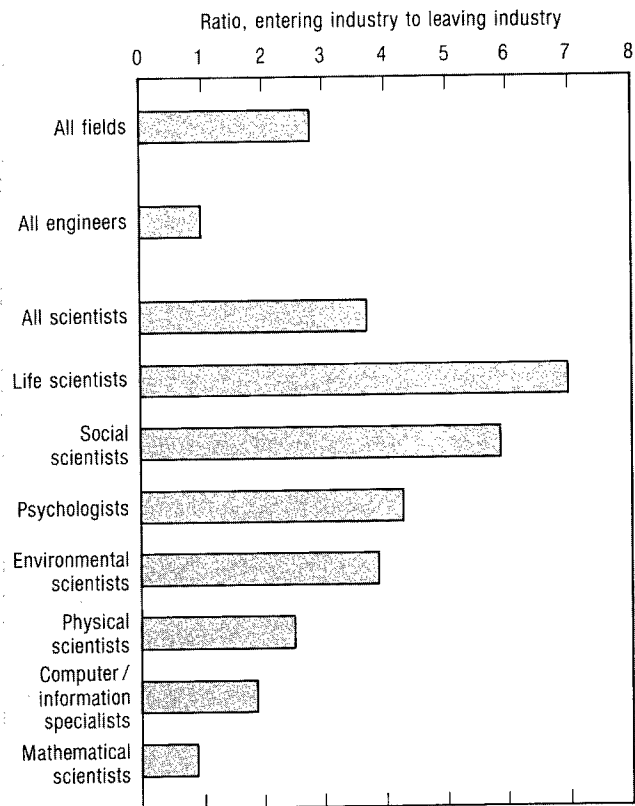 Ratio, entering industry to leaving industry
0 1 2 3 4 5 6 7 8
All fields
All engineers
All scientists
Life scientists
Social
scientists
Psychologists
Environmental
scientists
Physical
scientists
Computer/
information
specialists
Mathematical
scientists